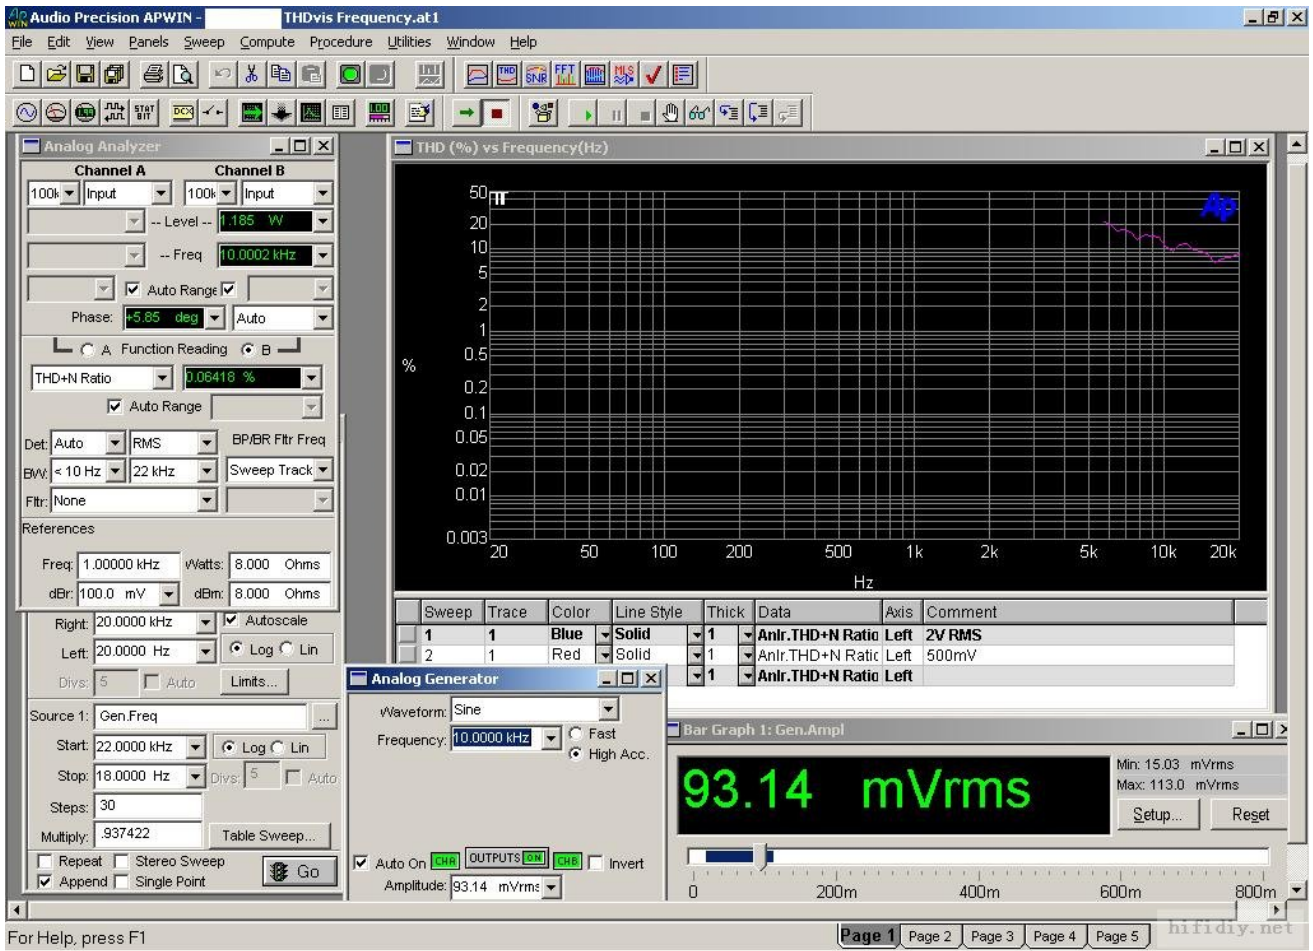 Audio Precision APWIN - THDvis Frequency.at1
File Edit View Panels Sweep Compute Procedure Utilities Window Help
THD SNR FFT MLS
STAT BIT DCX
Analog Analyzer
Channel A Channel B
100k Input 100k Input
-- Level -- 1.185 W
-- Freq 10.0002 kHz
Auto Range
Phase: +5.85 deg Auto
A Function Reading B
THD+N Ratio 0.06418 %
Auto Range
Det: Auto RMS BP/BR Fltr Freq
BW: < 10 Hz 22 kHz Sweep Track
Fltr: None
References
Freq: 1.00000 kHz Watts: 8.000 Ohms
dBr: 100.0 mV dBm: 8.000 Ohms
Right: 20.0000 kHz Autoscale
Left: 20.0000 Hz Log Lin
Divs: 5 Auto Limits...
Source 1: Gen.Freq ...
Start: 22.0000 kHz Log Lin
Stop: 18.0000 Hz Divs: 5 Auto
Steps: 30
Multiply: .937422 Table Sweep...
Repeat Stereo Sweep
Append Single Point Go
THD (%) vs Frequency(Hz)
Ap
50
20
10
5
2
1
0.5
%
0.2
0.1
0.05
0.02
0.01
0.003
20 50 100 200 500 1k 2k 5k 10k 20k
Hz
Sweep Trace Color Line Style Thick Data Axis Comment
1 1 Blue Solid 1 Anlr.THD+N Ratio Left 2V RMS
2 1 Red Solid 1 Anlr.THD+N Ratio Left 500mV
1 Anlr.THD+N Ratio Left
Analog Generator
Waveform: Sine
Frequency: 10.0000 kHz Fast
High Acc.
Auto On CHA OUTPUTS ON CHB Invert
Amplitude: 93.14 mVrms
Bar Graph 1: Gen.Ampl
93.14 mVrms
Min: 15.03 mVrms
Max: 113.0 mVrms
Setup... Reset
0 200m 400m 600m 800m
For Help, press F1
Page 1 Page 2 Page 3 Page 4 Page 5
hifidiy.net